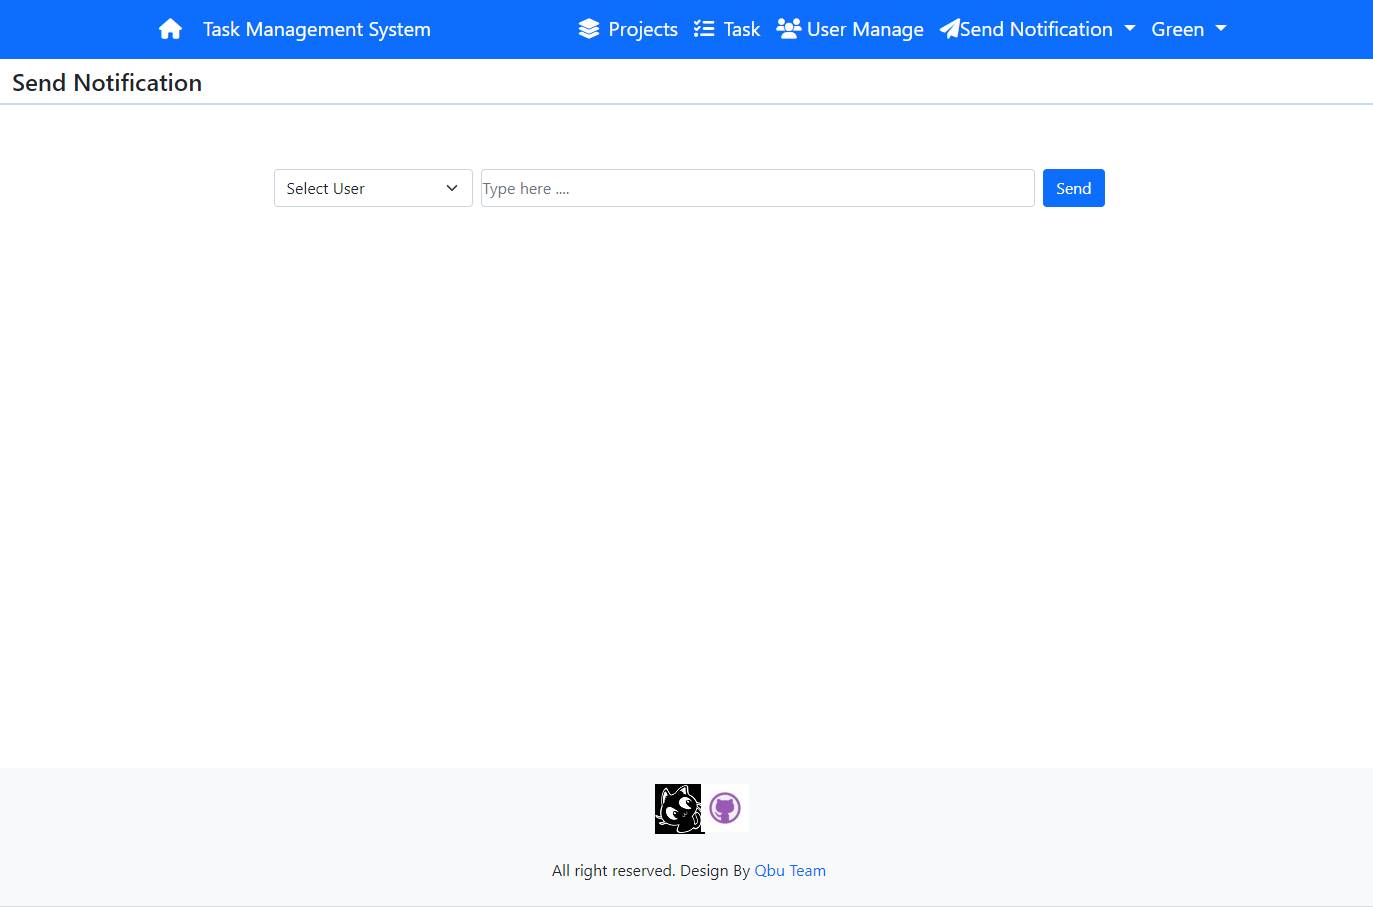 Task Management System Projects Task User Manage Send Notification Green
Send Notification
Select User Type here .... Send
All right reserved. Design By Qbu Team